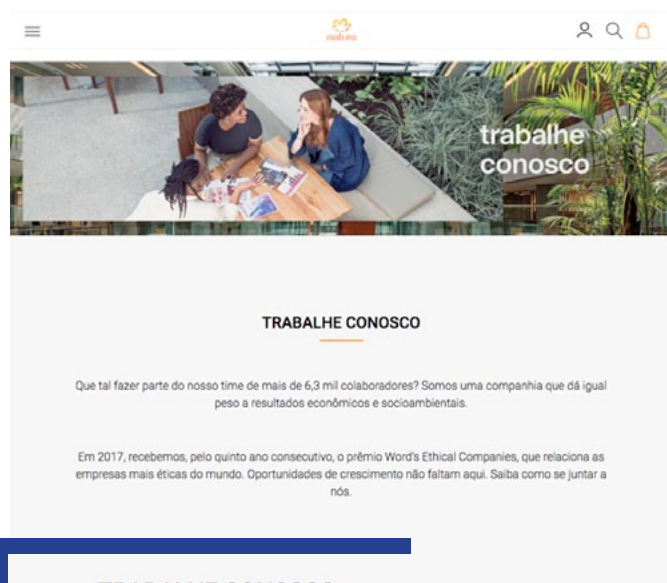 natura
trabalhe
conosco
TRABALHE CONOSCO
Que tal fazer parte do nosso time de mais de 6,3 mil colaboradores? Somos uma companhia que dá igual
peso a resultados econômicos e socioambientais.
Em 2017, recebemos, pelo quinto ano consecutivo, o prêmio Word's Ethical Companies, que relaciona as
empresas mais éticas do mundo. Oportunidades de crescimento não faltam aqui. Saiba como se juntar a
nós.
TRABALHE CONOSCO